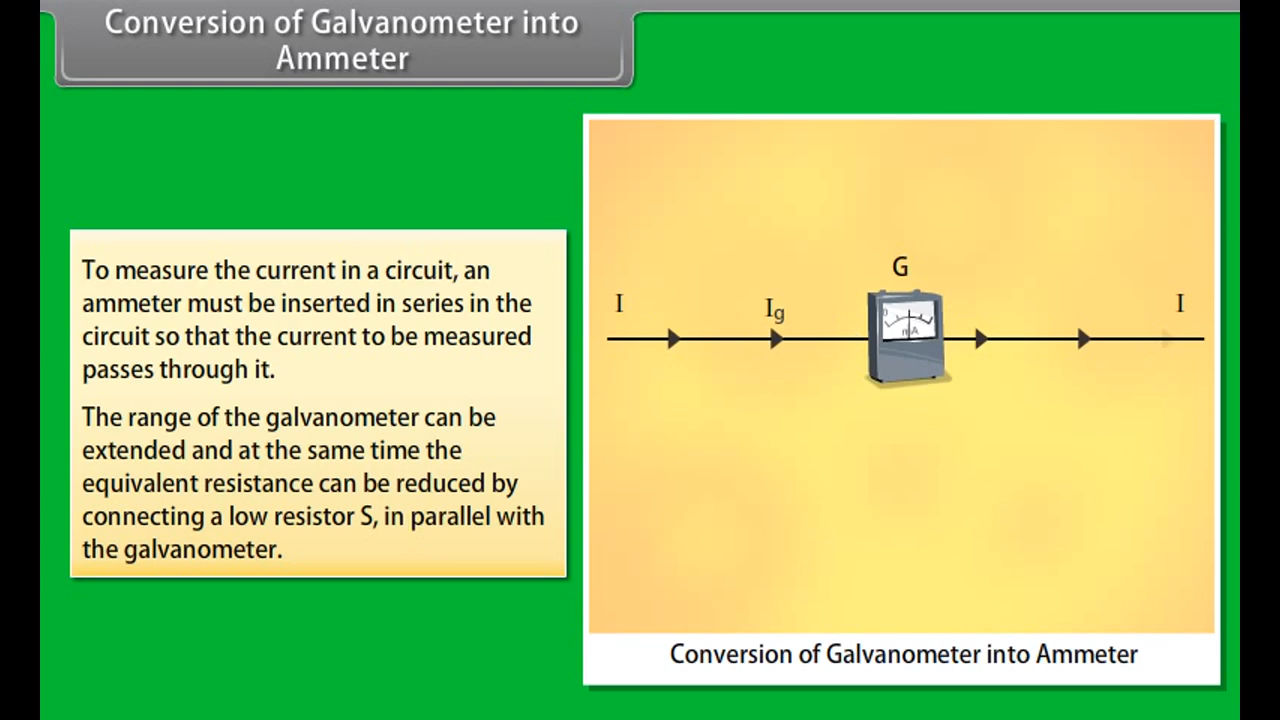 Conversion of Galvanometer into
Ammeter
To measure the current in a circuit, an
ammeter must be inserted in series in the
circuit so that the current to be measured
passes through it.
The range of the galvanometer can be
extended and at the same time the
equivalent resistance can be reduced by
connecting a low resistor S, in parallel with
the galvanometer.
G
I
Ig
I
0
mA
Conversion of Galvanometer into Ammeter